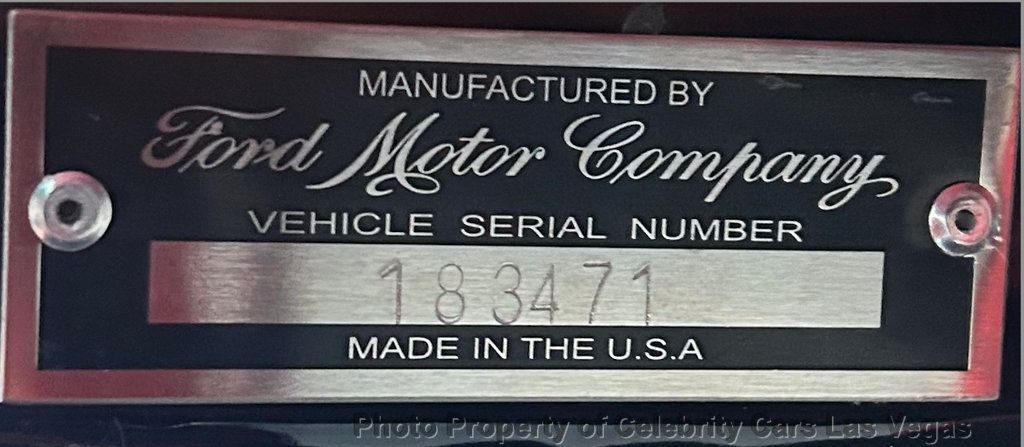 MANUFACTURED BY
Ford Motor Company
VEHICLE SERIAL NUMBER
183471
MADE IN THE U.S.A
Photo Property of Celebrity Cars Las Vegas